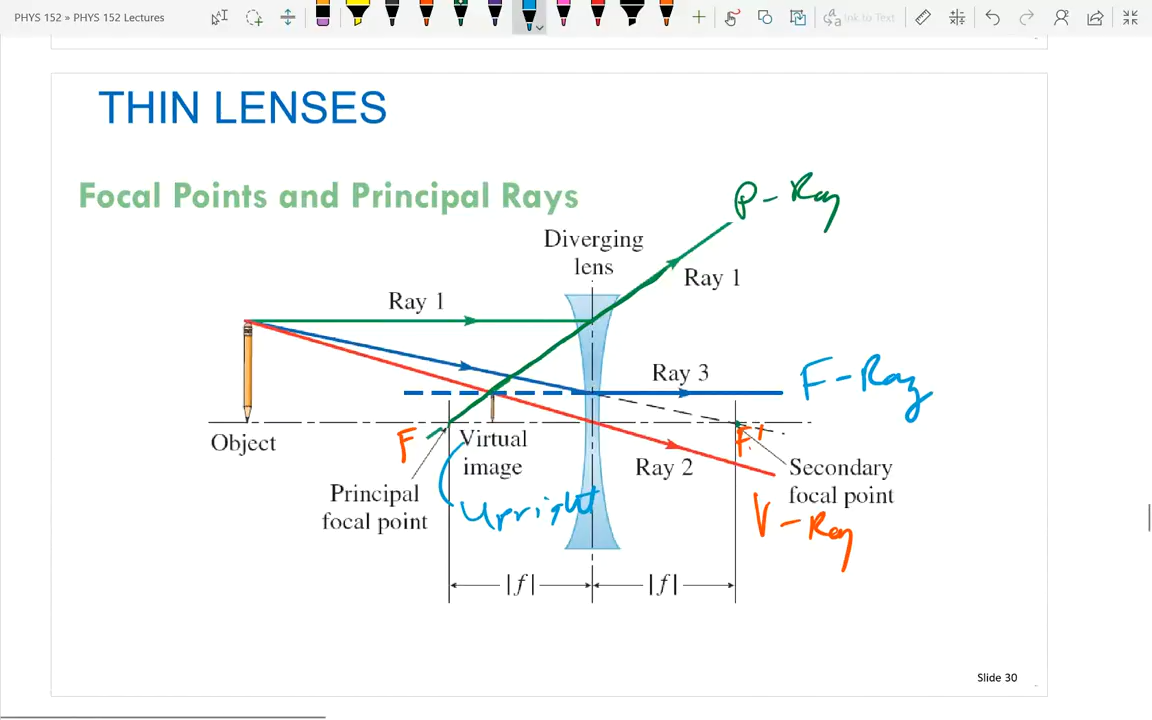 PHYS 152 » PHYS 152 Lectures
Ink to Text
THIN LENSES
Focal Points and Principal Rays
P-Ray
Diverging
lens
Ray 1
Ray 1
Ray 3
F-Ray
Object
F
Virtual
image
F'
Ray 2
Secondary
focal point
Principal
focal point
Upright
V-Ray
|f|
|f|
Slide 30